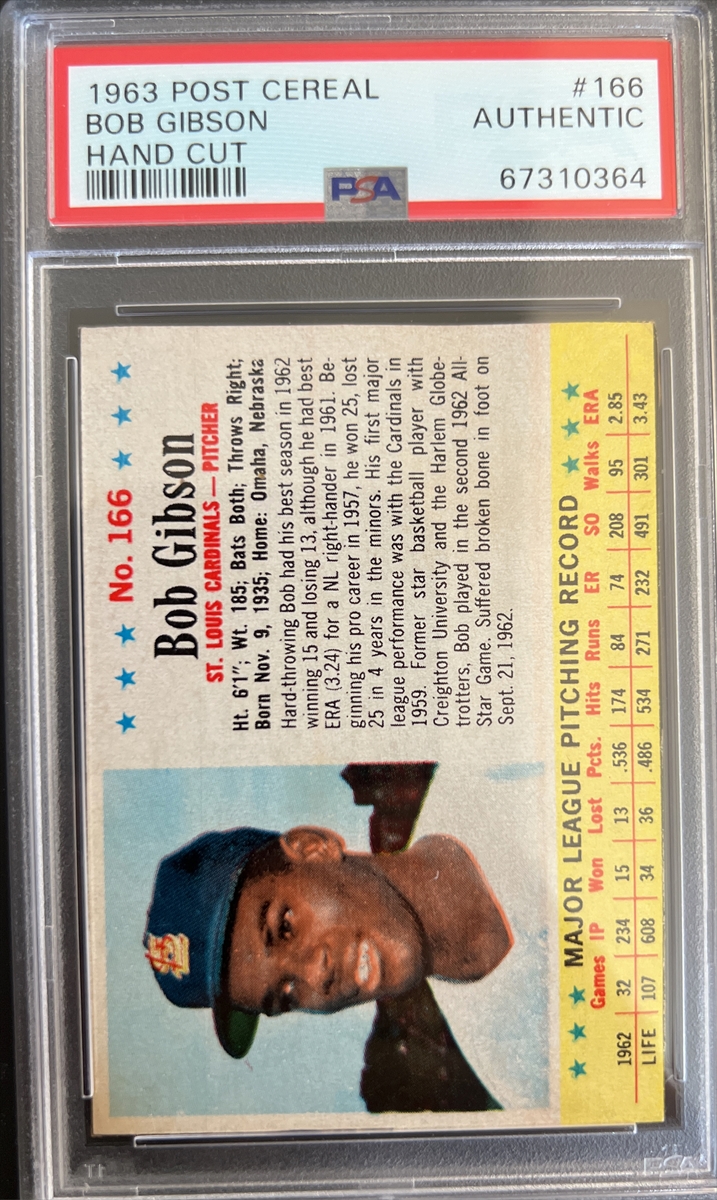 1963 POST CEREAL
BOB GIBSON
HAND CUT
#166
AUTHENTIC
67310364
PSA
No. 166
Bob Gibson
ST. LOUIS CARDINALS — PITCHER
Ht. 6'1"; Wt. 185; Bats Both; Throws Right;
Born Nov. 9, 1935; Home: Omaha, Nebraska
Hard-throwing Bob had his best season in 1962
winning 15 and losing 13, although he had best
ERA (3.24) for a NL right-hander in 1961. Be-
ginning his pro career in 1957, he won 25, lost
25 in 4 years in the minors. His first major
league performance was with the Cardinals in
1959. Former star basketball player with
Creighton University and the Harlem Globe-
trotters, Bob played in the second 1962 All-
Star Game. Suffered broken bone in foot on
Sept. 21, 1962.
MAJOR LEAGUE PITCHING RECORD
Games IP Won Lost Pcts. Hits Runs ER SO Walks ERA
1962 32 234 15 13 .536 174 84 74 208 95 2.85
LIFE 107 608 34 36 .486 534 271 232 491 301 3.43
StL
PSA